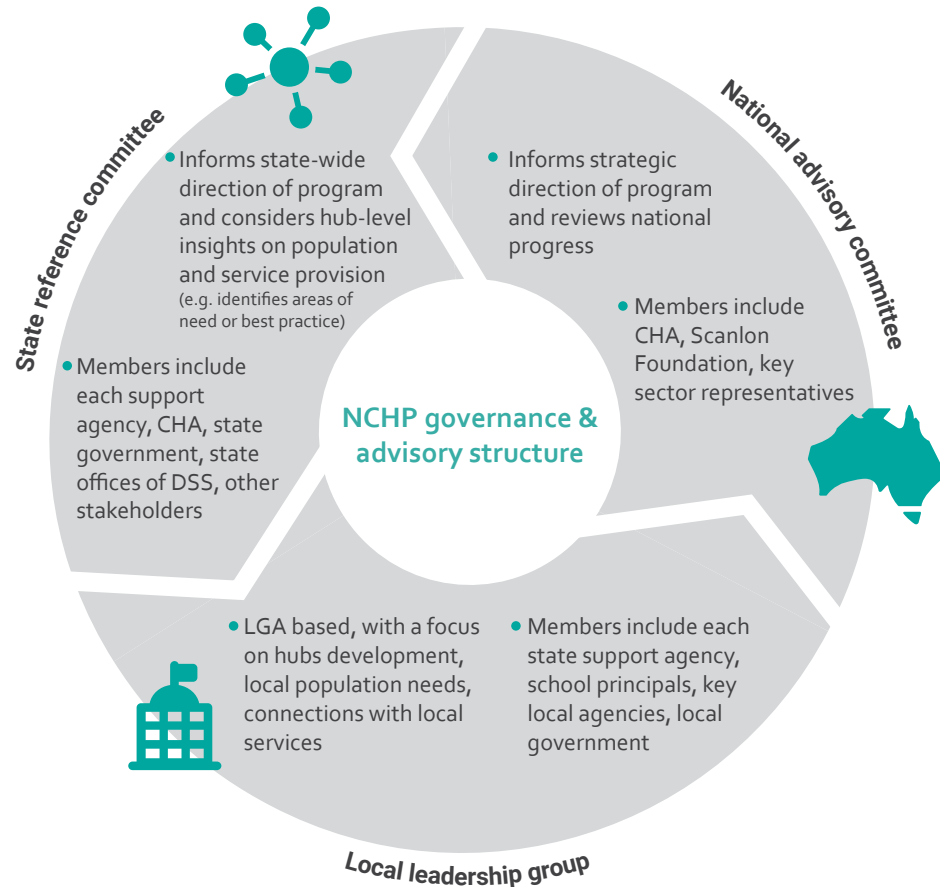 State reference committee
• Informs state-wide
direction of program
and considers hub-level
insights on population
and service provision
(e.g. identifies areas of
need or best practice)
• Members include
each support
agency, CHA, state
government, state
offices of DSS, other
stakeholders
National advisory committee
• Informs strategic
direction of program
and reviews national
progress
• Members include
CHA, Scanlon
Foundation, key
sector representatives
NCHP governance &
advisory structure
• LGA based, with a focus
on hubs development,
local population needs,
connections with local
services
• Members include each
state support agency,
school principals, key
local agencies, local
government
Local leadership group